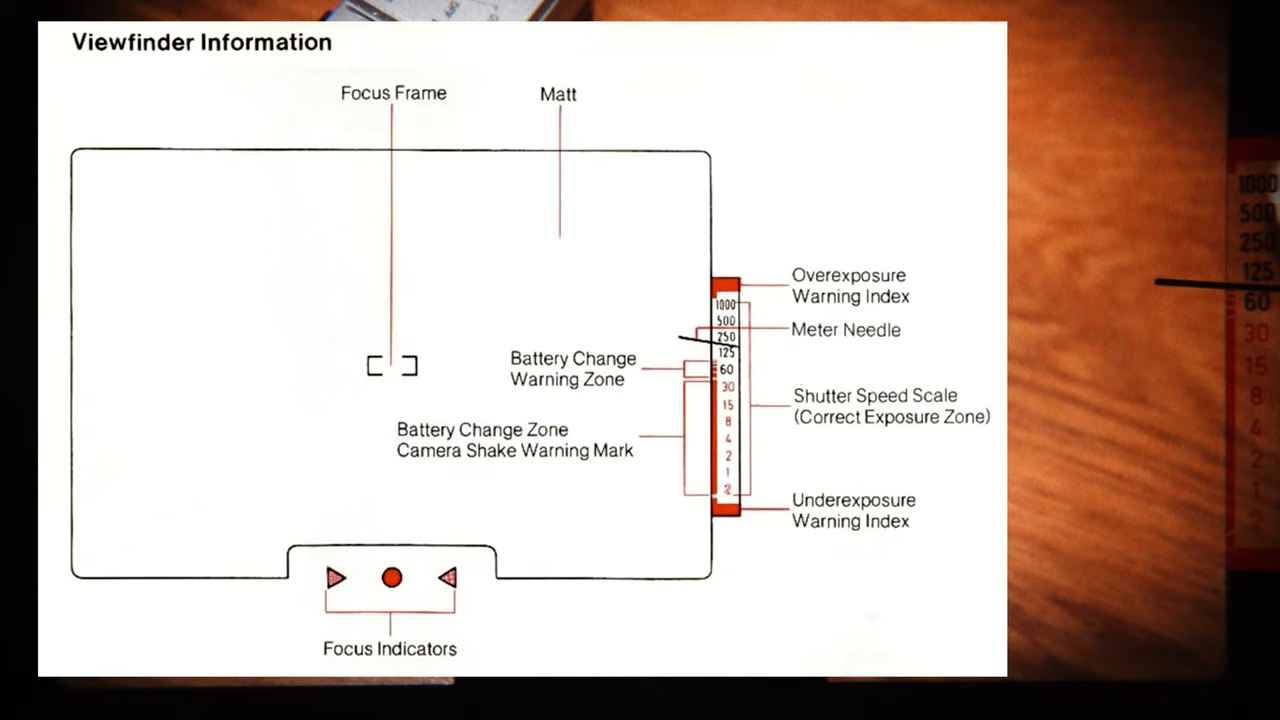 Viewfinder Information
Focus Frame
Matt
Overexposure
Warning Index
1000
500
Meter Needle
250
125
Battery Change
Warning Zone
60
30
Shutter Speed Scale
(Correct Exposure Zone)
15
8
Battery Change Zone
Camera Shake Warning Mark
4
2
1
Underexposure
Warning Index
Focus Indicators
1000
500
250
125
60
30
15
8
4
2
1